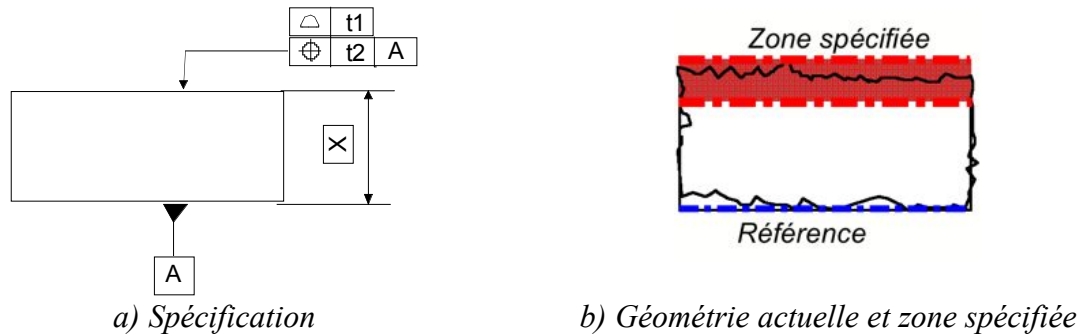 t1
t2 A
X
A
a) Spécification
Zone spécifiée
Référence
b) Géométrie actuelle et zone spécifiée